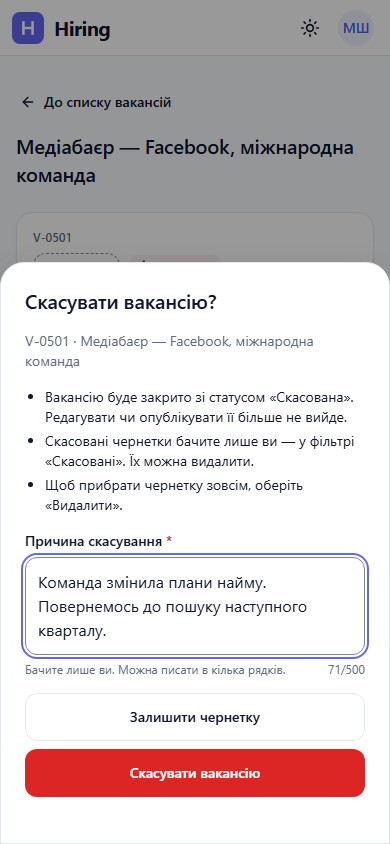 H Hiring
МШ
← До списку вакансій
Медіабаєр — Facebook, міжнародна
команда
V-0501
Скасувати вакансію?
V-0501 · Медіабаєр — Facebook, міжнародна
команда
• Вакансію буде закрито зі статусом «Скасована».
Редагувати чи опублікувати її більше не вийде.
• Скасовані чернетки бачите лише ви — у фільтрі
«Скасовані». Їх можна видалити.
• Щоб прибрати чернетку зовсім, оберіть
«Видалити».
Причина скасування *
Команда змінила плани найму.
Повернемось до пошуку наступного
кварталу.
Бачите лише ви. Можна писати в кілька рядків. 71/500
Залишити чернетку
Скасувати вакансію